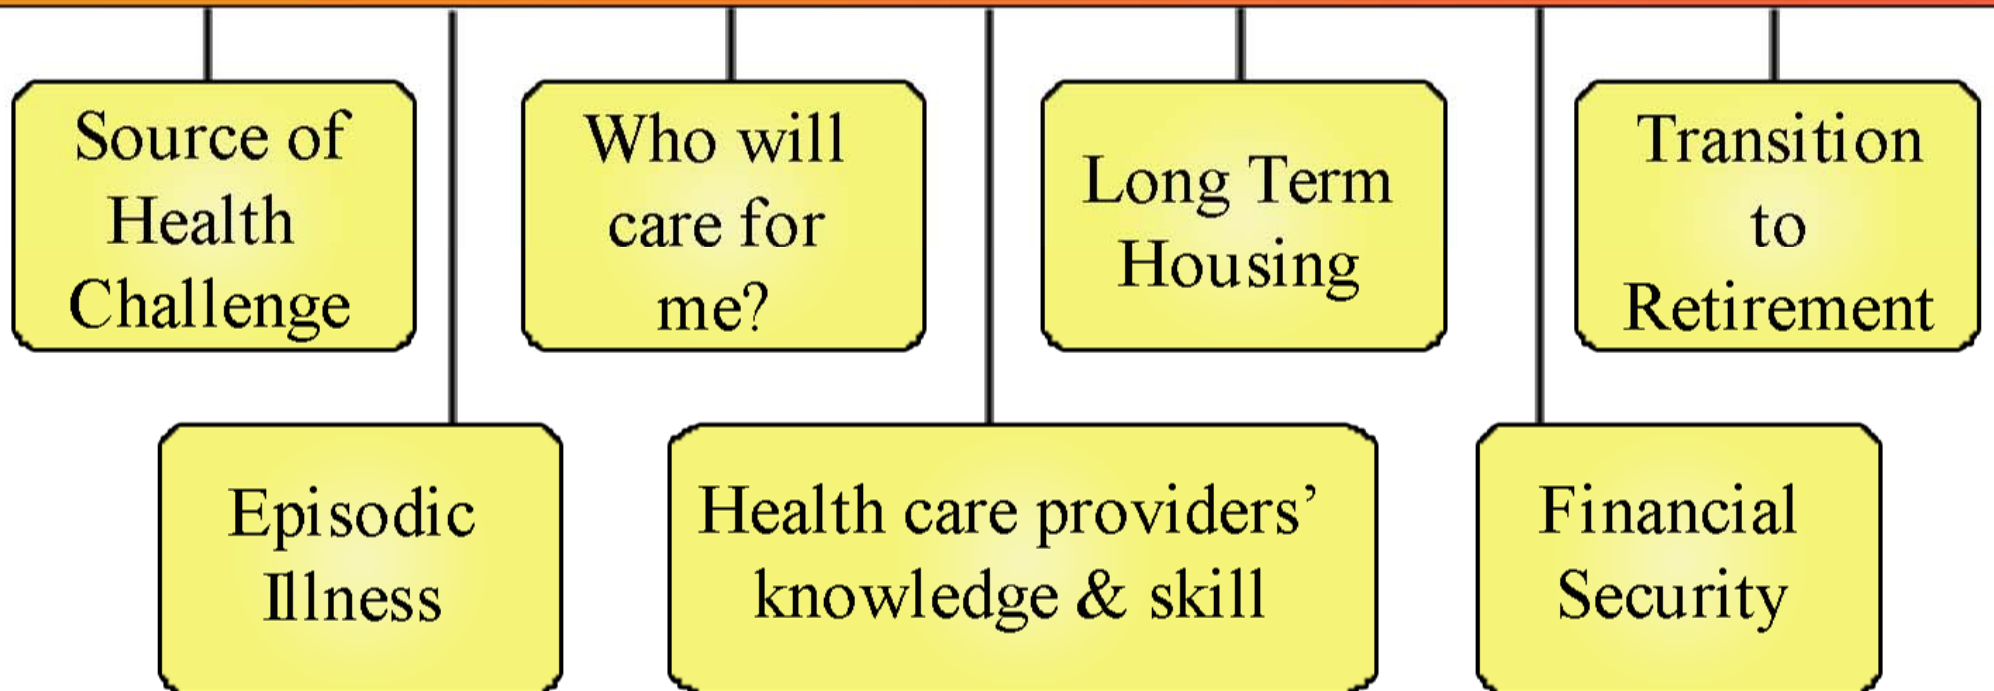 Source of
Health
Challenge
Who will
care for
me?
Long Term
Housing
Transition
to
Retirement
Episodic
Illness
Health care providers’
knowledge & skill
Financial
Security